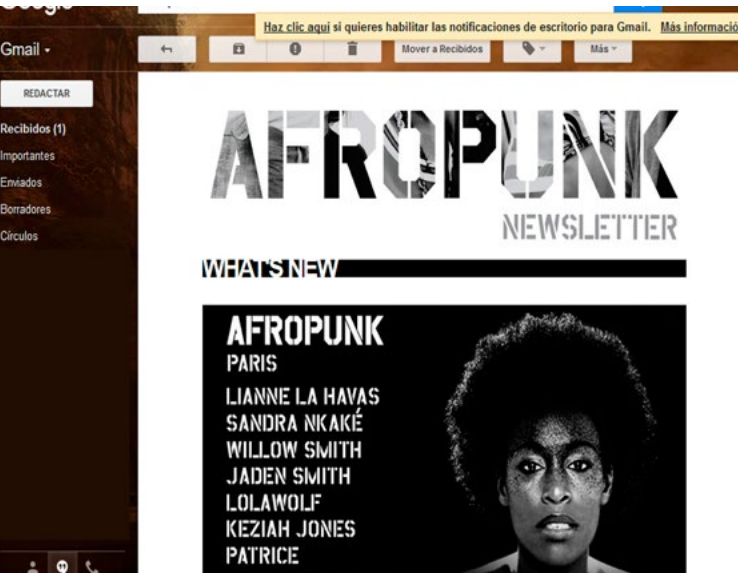 Haz clic aquí si quieres habilitar las notificaciones de escritorio para Gmail. Más informació
Gmail
Mover a Recibidos
Más
REDACTAR
Recibidos (1)
Importantes
Enviados
Borradores
Círculos
AFROPUNK
NEWSLETTER
WHAT'S NEW
AFROPUNK
PARIS
LIANNE LA HAVAS
SANDRA NKAKÉ
WILLOW SMITH
JADEN SMITH
LOLAWOLF
KEZIAH JONES
PATRICE